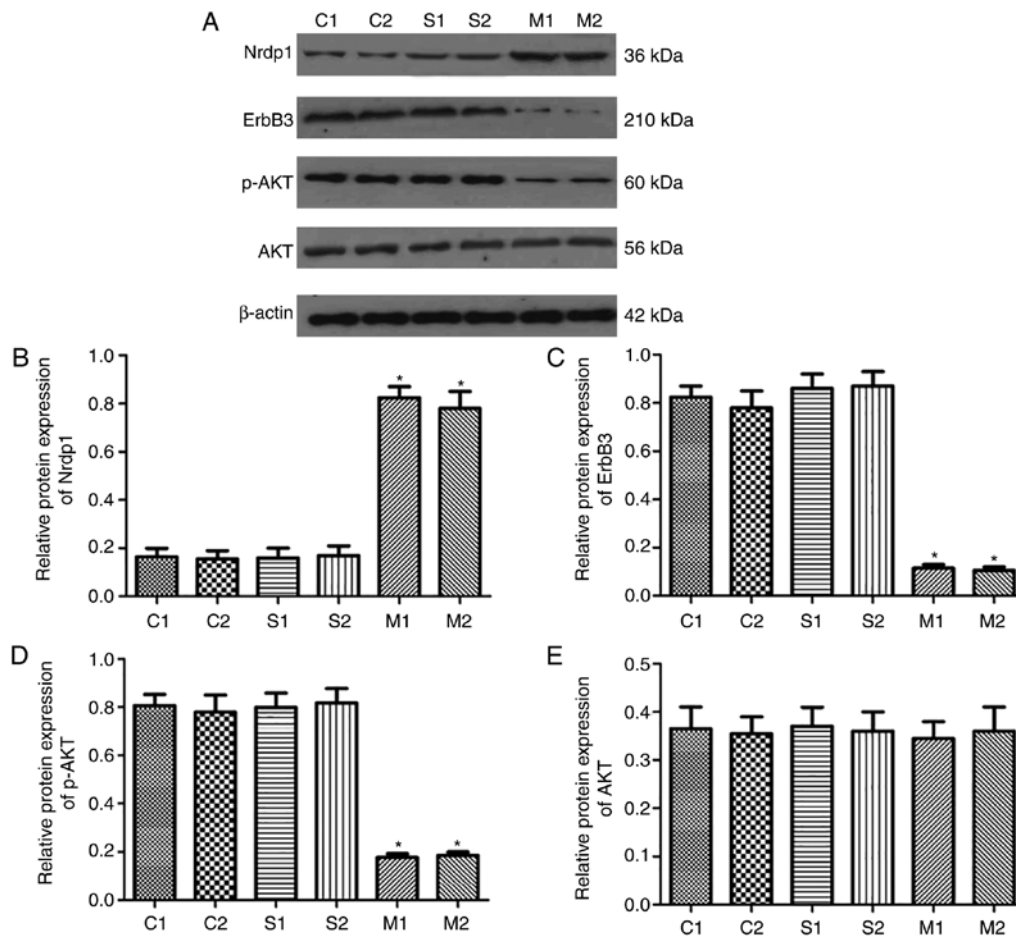 A
C1 C2 S1 S2 M1 M2
Nrdp1 36 kDa
ErbB3 210 kDa
p-AKT 60 kDa
AKT 56 kDa
β-actin 42 kDa
B
Relative protein expression
of Nrdp1
1.0
0.8
0.6
0.4
0.2
0.0
* *
C1 C2 S1 S2 M1 M2
C
Relative protein expression
of ErbB3
1.0
0.8
0.6
0.4
0.2
0.0
* *
C1 C2 S1 S2 M1 M2
D
Relative protein expression
of p-AKT
1.0
0.8
0.6
0.4
0.2
0.0
* *
C1 C2 S1 S2 M1 M2
E
Relative protein expression
of AKT
0.5
0.4
0.3
0.2
0.1
0.0
C1 C2 S1 S2 M1 M2